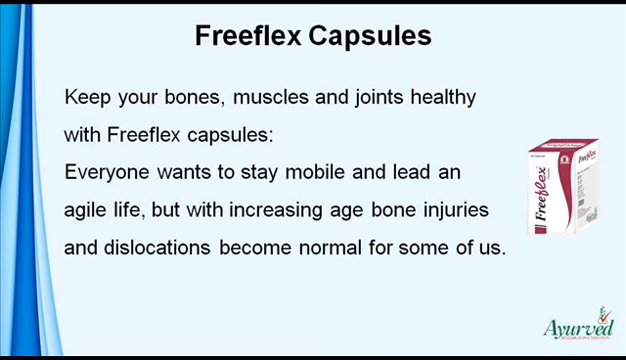 Freeflex Capsules
Keep your bones, muscles and joints healthy
with Freeflex capsules:
Everyone wants to stay mobile and lead an
agile life, but with increasing age bone injuries
and dislocations become normal for some of us.
Freeflex
Freeflex
Ayurved